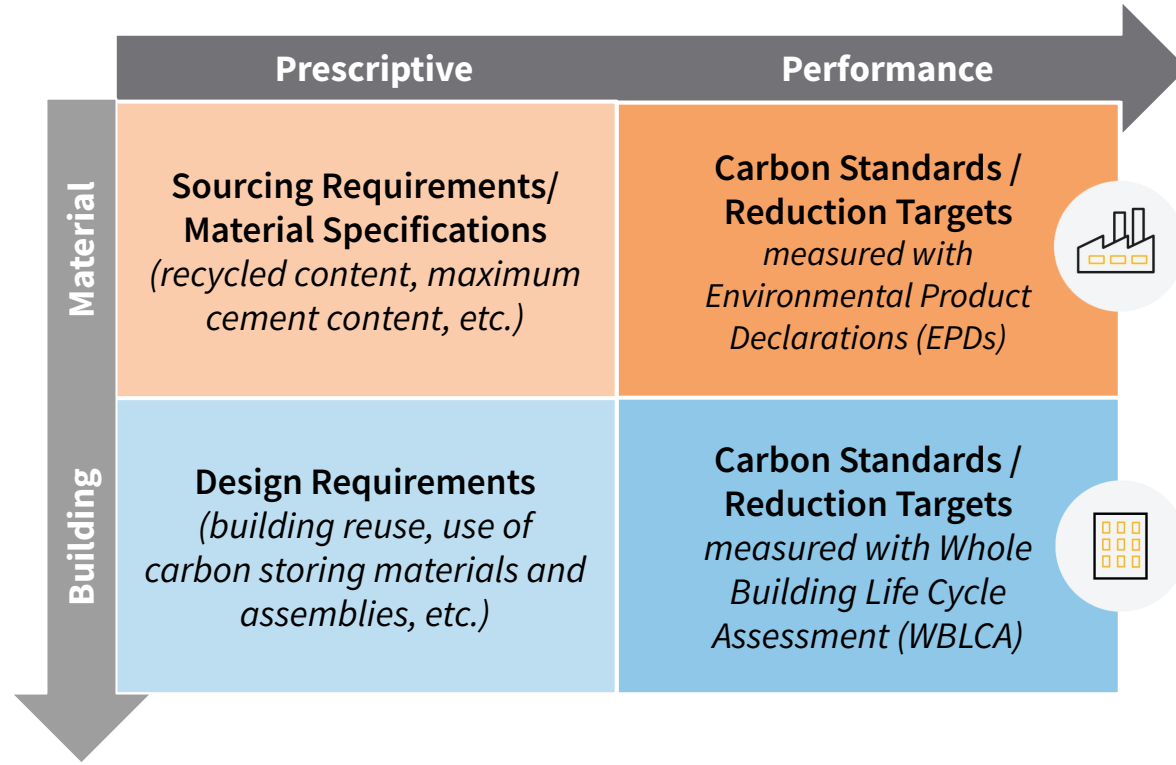 Prescriptive
Performance
Material
Sourcing Requirements/
Material Specifications
(recycled content, maximum
cement content, etc.)
Carbon Standards /
Reduction Targets
measured with
Environmental Product
Declarations (EPDs)
Building
Design Requirements
(building reuse, use of
carbon storing materials and
assemblies, etc.)
Carbon Standards /
Reduction Targets
measured with Whole
Building Life Cycle
Assessment (WBLCA)